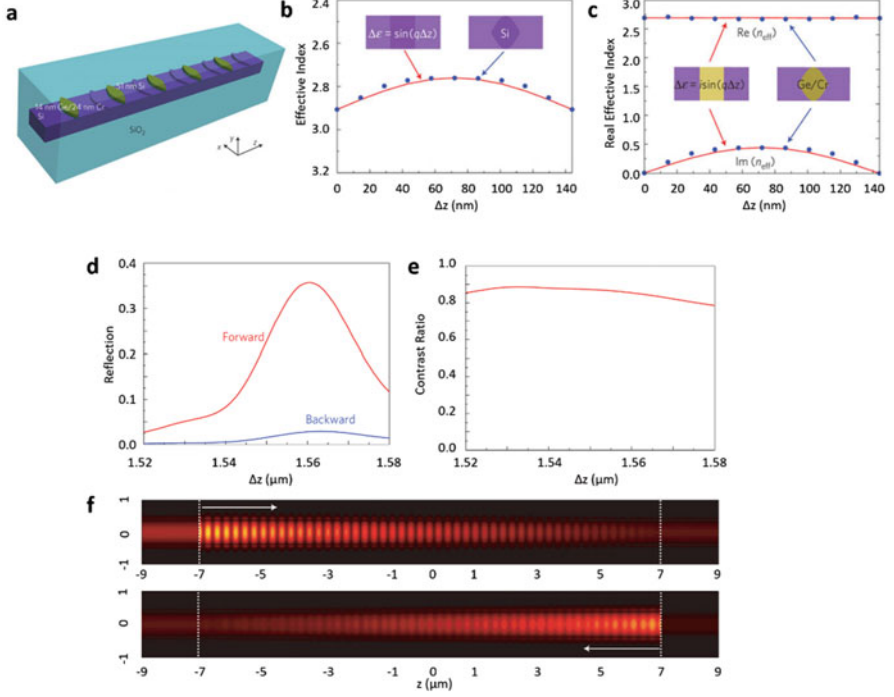 a
14 nm Ge/24 nm Cr
Si
SiO₂
x
y
z
b
Effective Index
2.4
2.6
2.8
3.0
3.2
Δε = sin(qΔz)
Si
0 20 40 60 80 100 120 140
Δz (nm)
c
Real Effective Index
3.0
2.5
2.0
1.5
1.0
0.5
0.0
Re (neff)
Δε = isin(qΔz)
Ge/Cr
Im (neff)
0 20 40 60 80 100 120 140
Δz (nm)
d
Reflection
0.4
0.3
0.2
0.1
0.0
Forward
Backward
1.52 1.54 1.56 1.58
Δz (μm)
e
Contrast Ratio
1.0
0.8
0.6
0.4
0.2
0.0
1.52 1.54 1.56 1.58
Δz (μm)
f
1
0
-1
-9 -7 -5 -3 -1 0 1 3 5 7 9
1
0
-1
-9 -7 -5 -3 -1 0 1 3 5 7 9
z (μm)